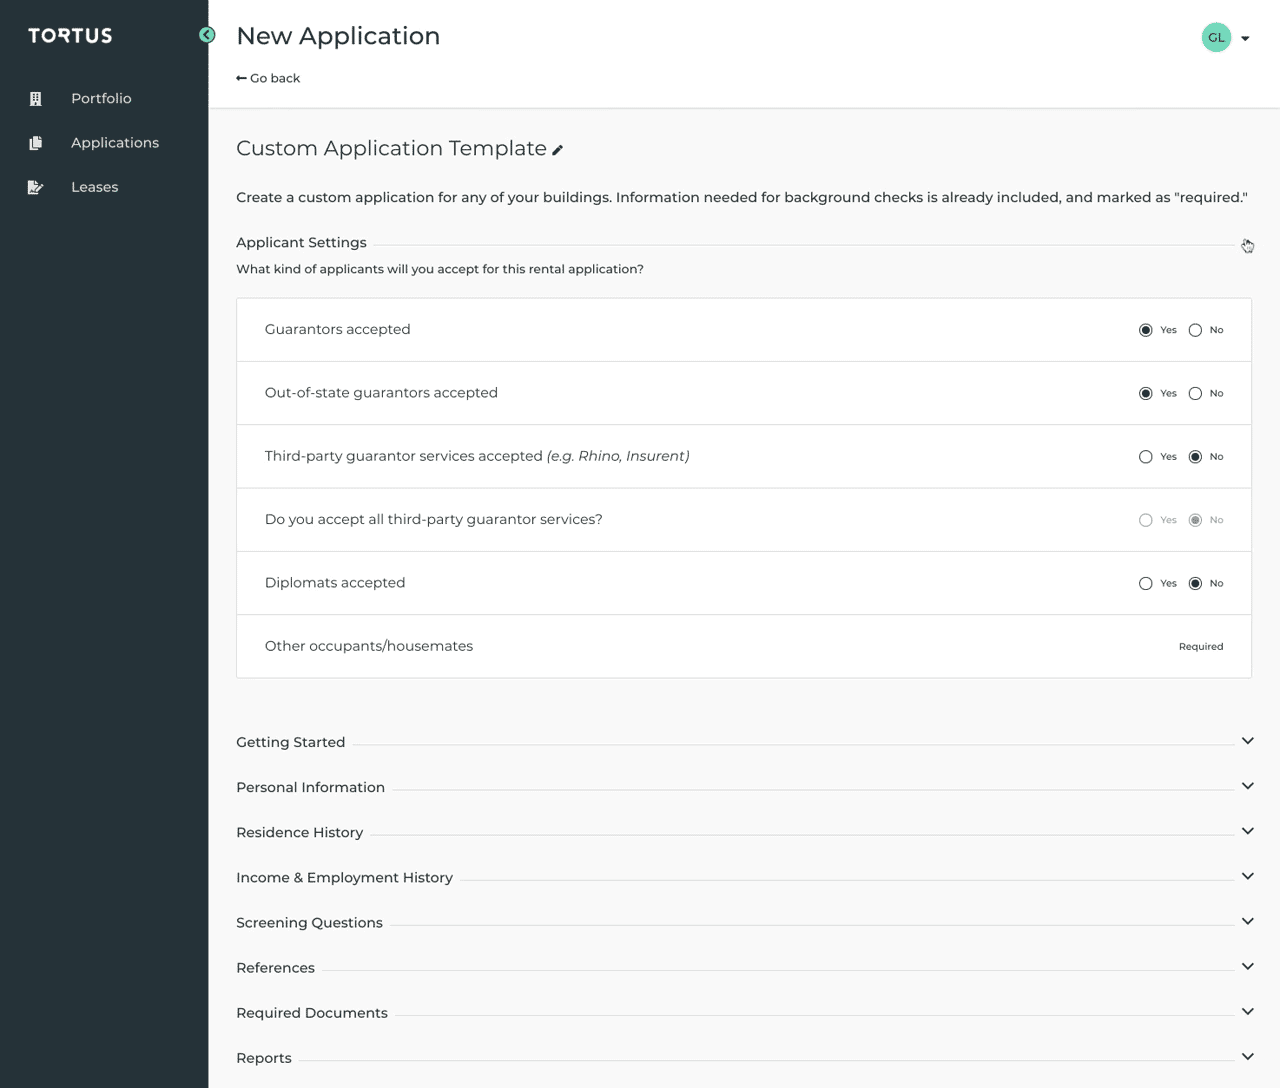 TORTUS
Portfolio
Applications
Leases
New Application
GL
Go back
Custom Application Template
Create a custom application for any of your buildings. Information needed for background checks is already included, and marked as "required."
Applicant Settings
What kind of applicants will you accept for this rental application?
Guarantors accepted Yes No
Out-of-state guarantors accepted Yes No
Third-party guarantor services accepted (e.g. Rhino, Insurent) Yes No
Do you accept all third-party guarantor services? Yes No
Diplomats accepted Yes No
Other occupants/housemates Required
Getting Started
Personal Information
Residence History
Income & Employment History
Screening Questions
References
Required Documents
Reports